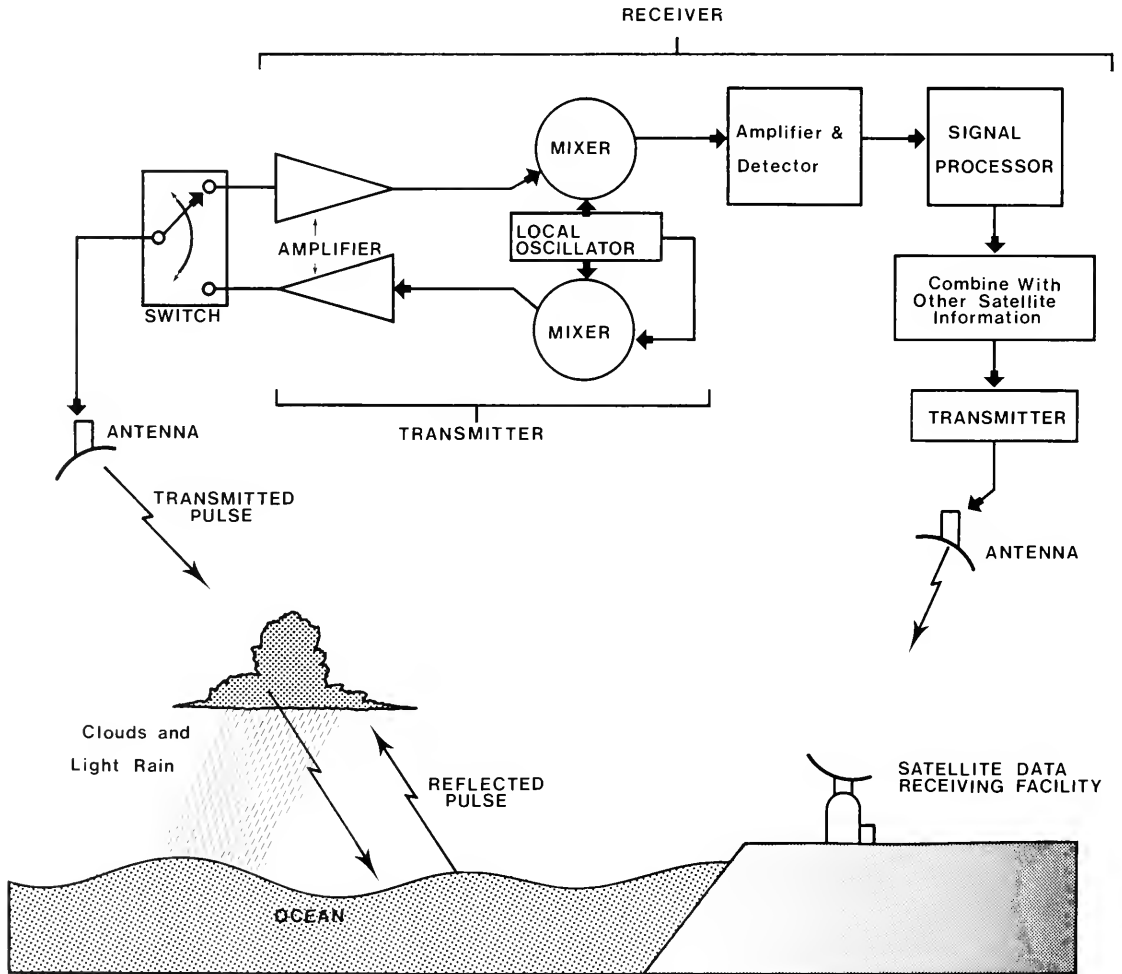 RECEIVER
MIXER
Amplifier &
Detector
SIGNAL
PROCESSOR
AMPLIFIER
LOCAL
OSCILLATOR
SWITCH
MIXER
Combine With
Other Satellite
Information
TRANSMITTER
TRANSMITTER
ANTENNA
TRANSMITTED
PULSE
ANTENNA
Clouds and
Light Rain
REFLECTED
PULSE
SATELLITE DATA
RECEIVING FACILITY
OCEAN